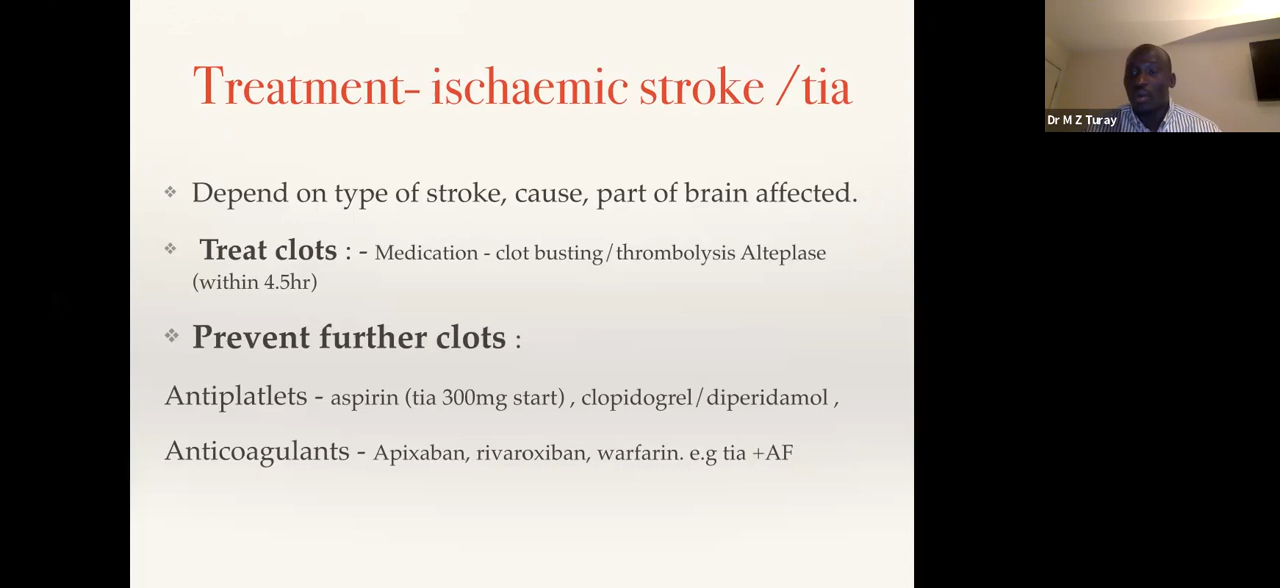 Treatment- ischaemic stroke /tia
Depend on type of stroke, cause, part of brain affected.
Treat clots : - Medication - clot busting/thrombolysis Alteplase
(within 4.5hr)
Prevent further clots :
Antiplatlets - aspirin (tia 300mg start) , clopidogrel/diperidamol ,
Anticoagulants - Apixaban, rivaroxiban, warfarin. e.g tia +AF
Dr M Z Turay